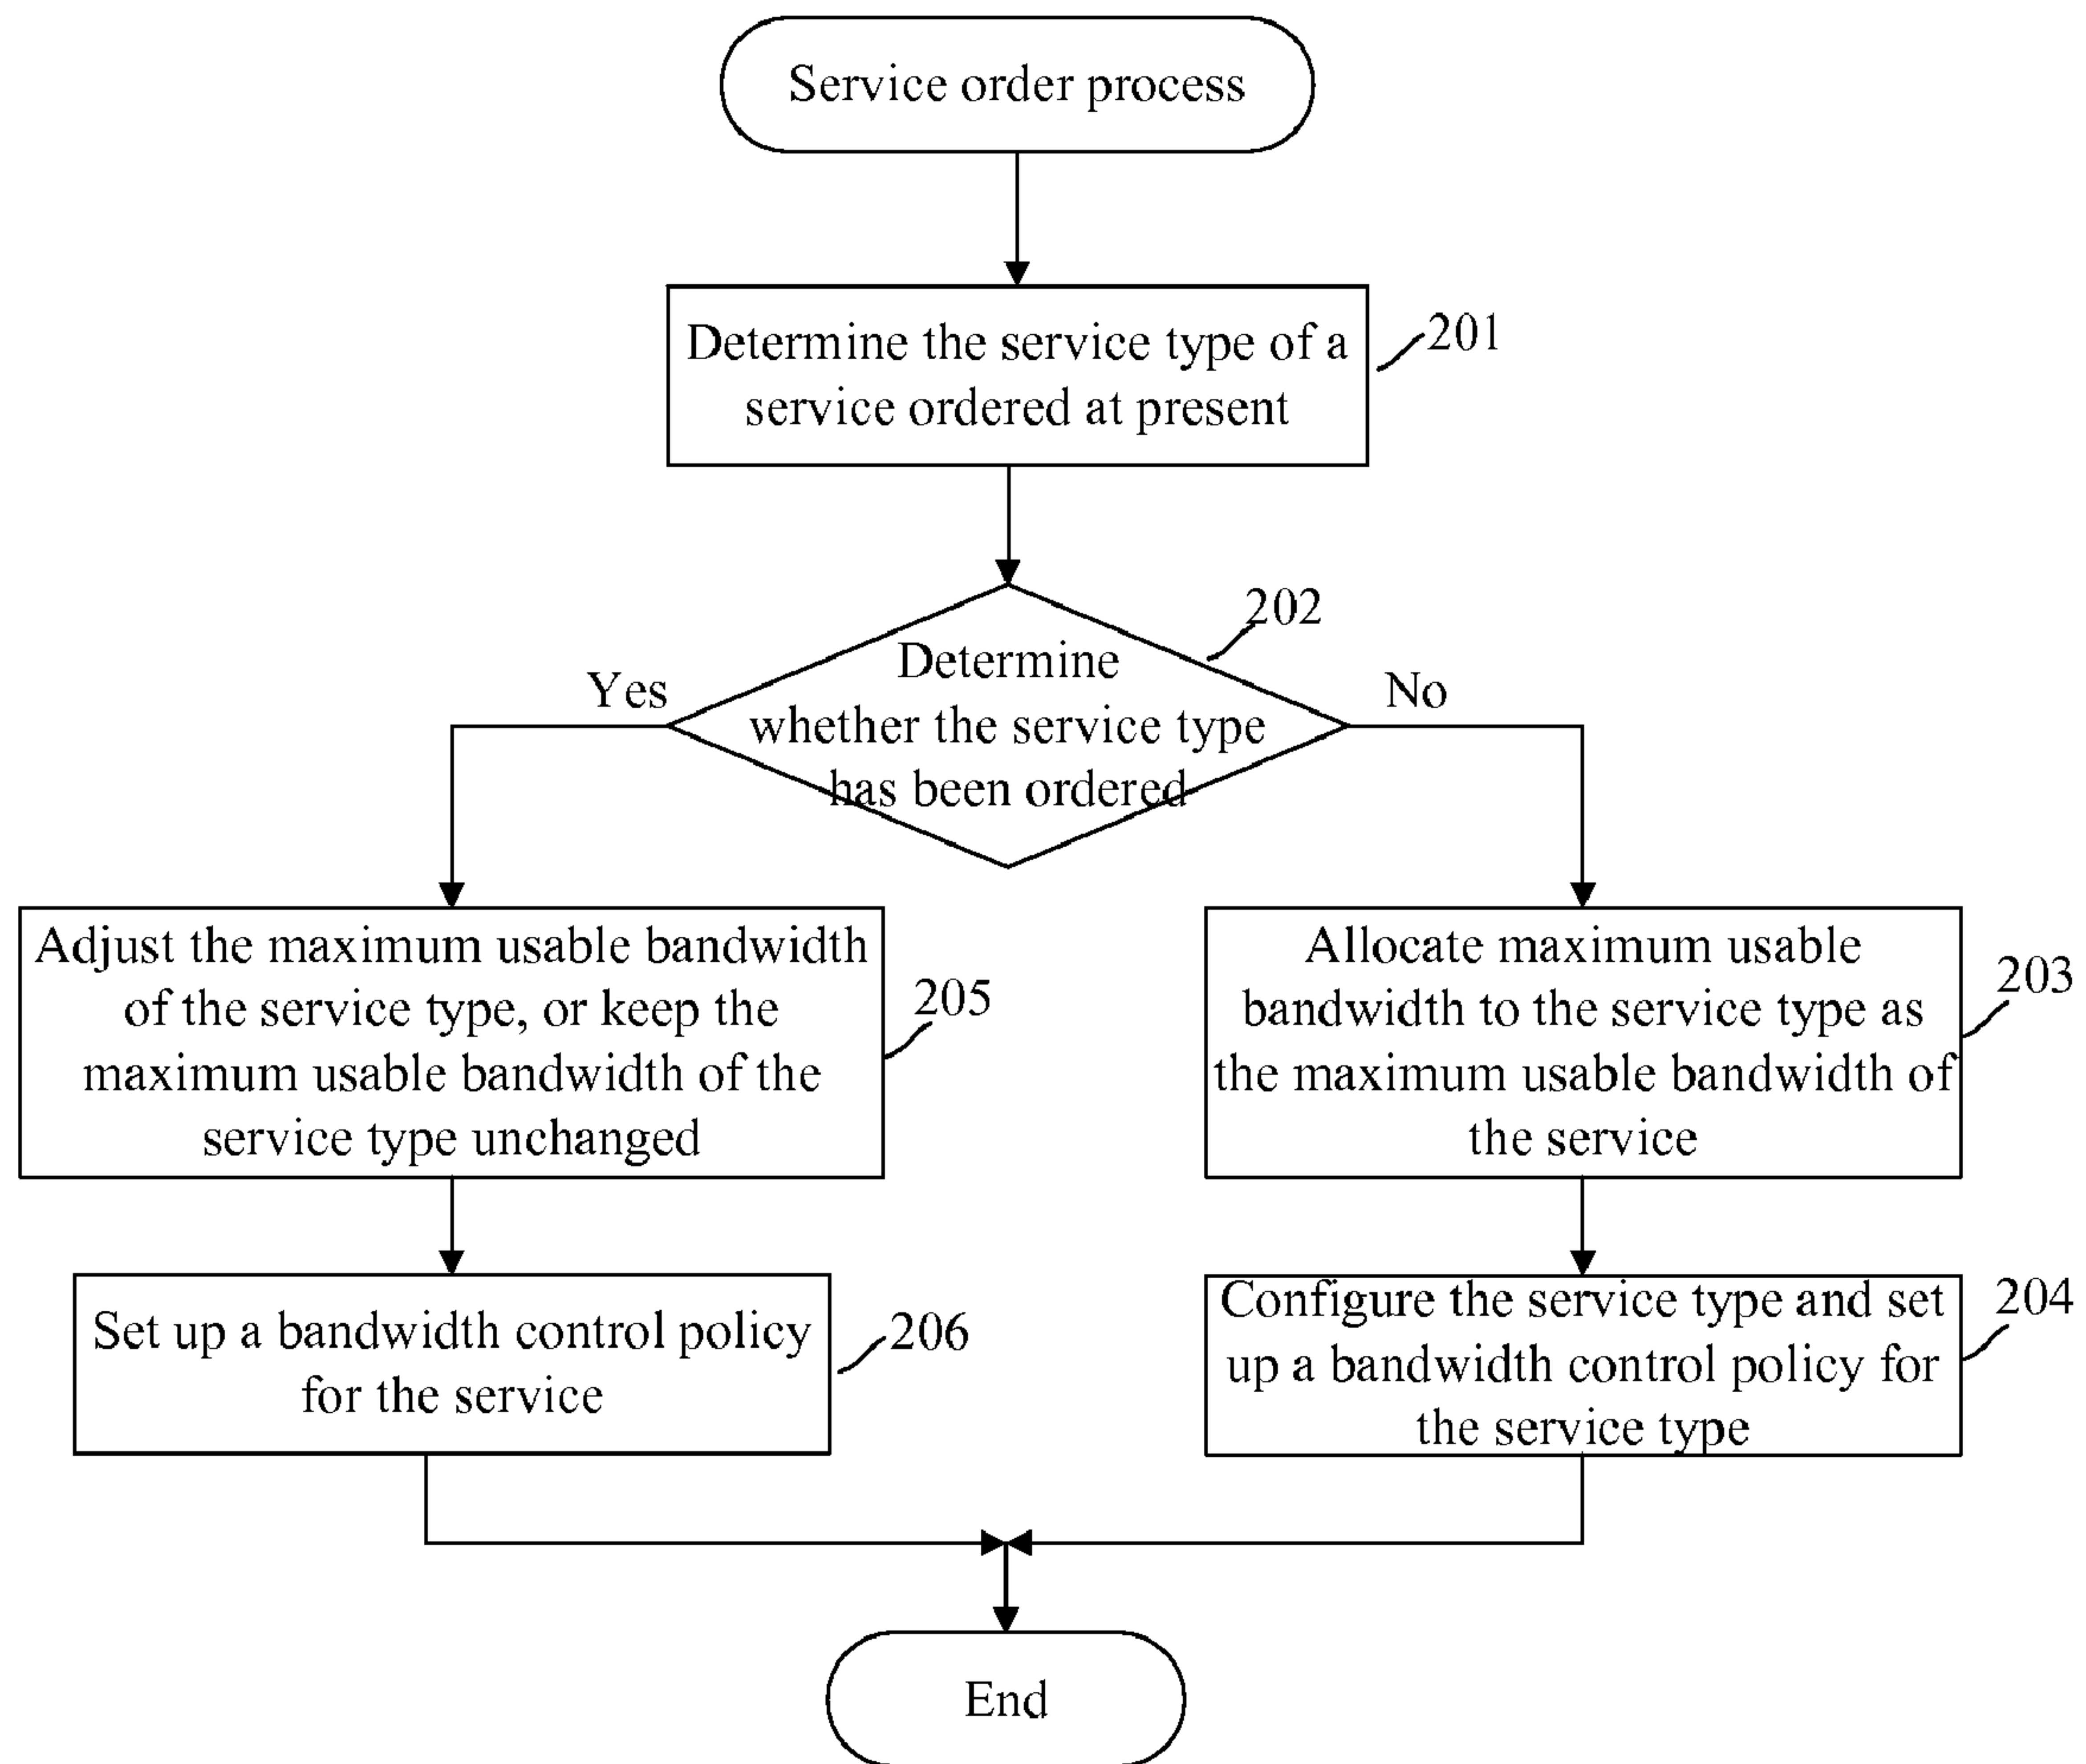 Service order process
Determine the service type of a
service ordered at present
201
202
Determine
whether the service type
has been ordered
Yes
No
Adjust the maximum usable bandwidth
of the service type, or keep the
maximum usable bandwidth of the
service type unchanged
205
Allocate maximum usable
bandwidth to the service type as
the maximum usable bandwidth of
the service
203
Set up a bandwidth control policy
for the service
206
Configure the service type and set
up a bandwidth control policy for
the service type
204
End